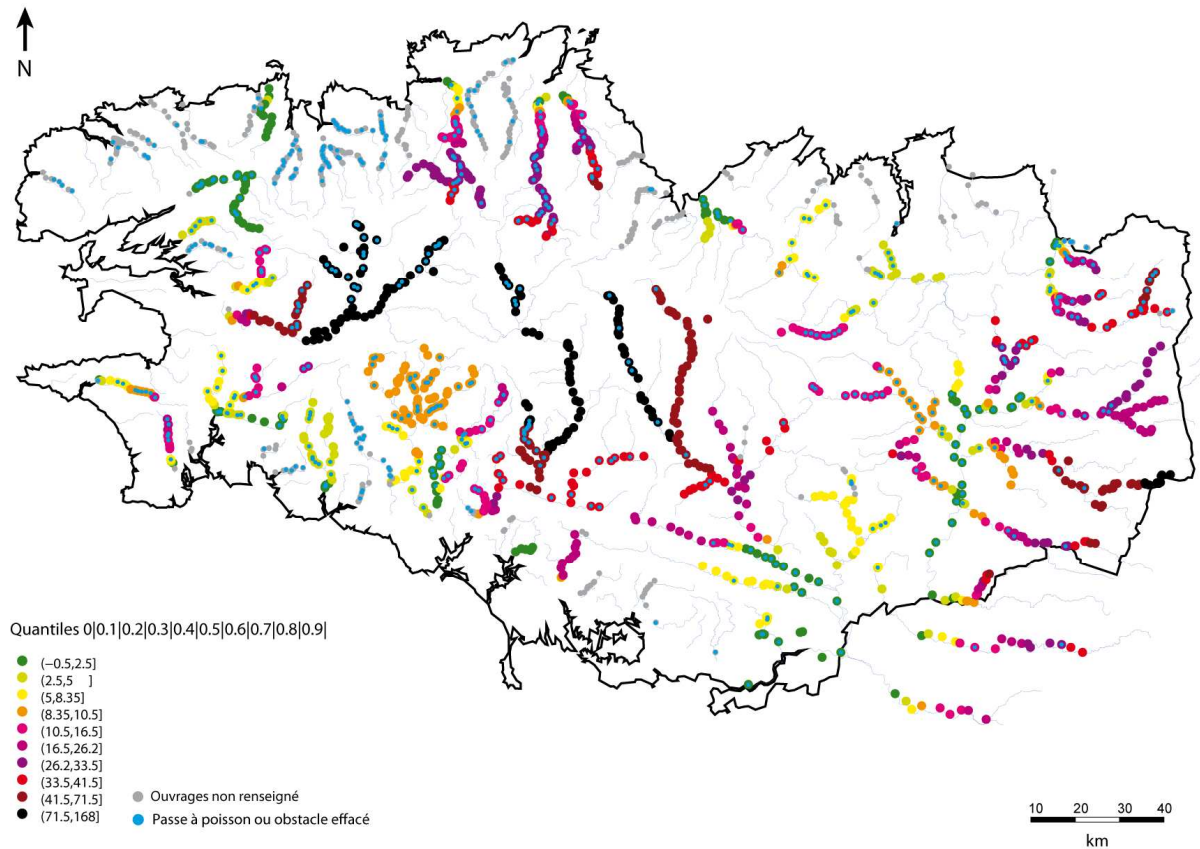 N
Quantiles 0|0.1|0.2|0.3|0.4|0.5|0.6|0.7|0.8|0.9|
(−0.5,2.5]
(2.5,5 ]
(5,8.35]
(8.35,10.5]
(10.5,16.5]
(16.5,26.2]
(26.2,33.5]
(33.5,41.5]
(41.5,71.5]
(71.5,168]
Ouvrages non renseigné
Passe à poisson ou obstacle effacé
10 20 30 40
km